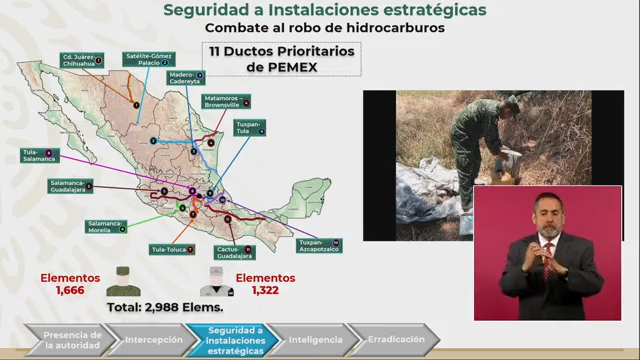 Seguridad a Instalaciones estratégicas
Combate al robo de hidrocarburos
11 Ductos Prioritarios
de PEMEX
Cd. Juárez-
Chihuahua
Satélite-Gómez
Palacio
Madero-
Cadereyta
Matamoros –
Brownsville
Tuxpan-
Tula
Tula-
Salamanca
Salamanca-
Guadalajara
Salamanca-
Morelia
Tula-Toluca
Cactus-
Guadalajara
Tuxpan-
Azcapotzalco
Elementos
1,666
Elementos
1,322
Total: 2,988 Elems.
Presencia de
la autoridad
Intercepción
Seguridad a
instalaciones
estratégicas
Inteligencia
Erradicación